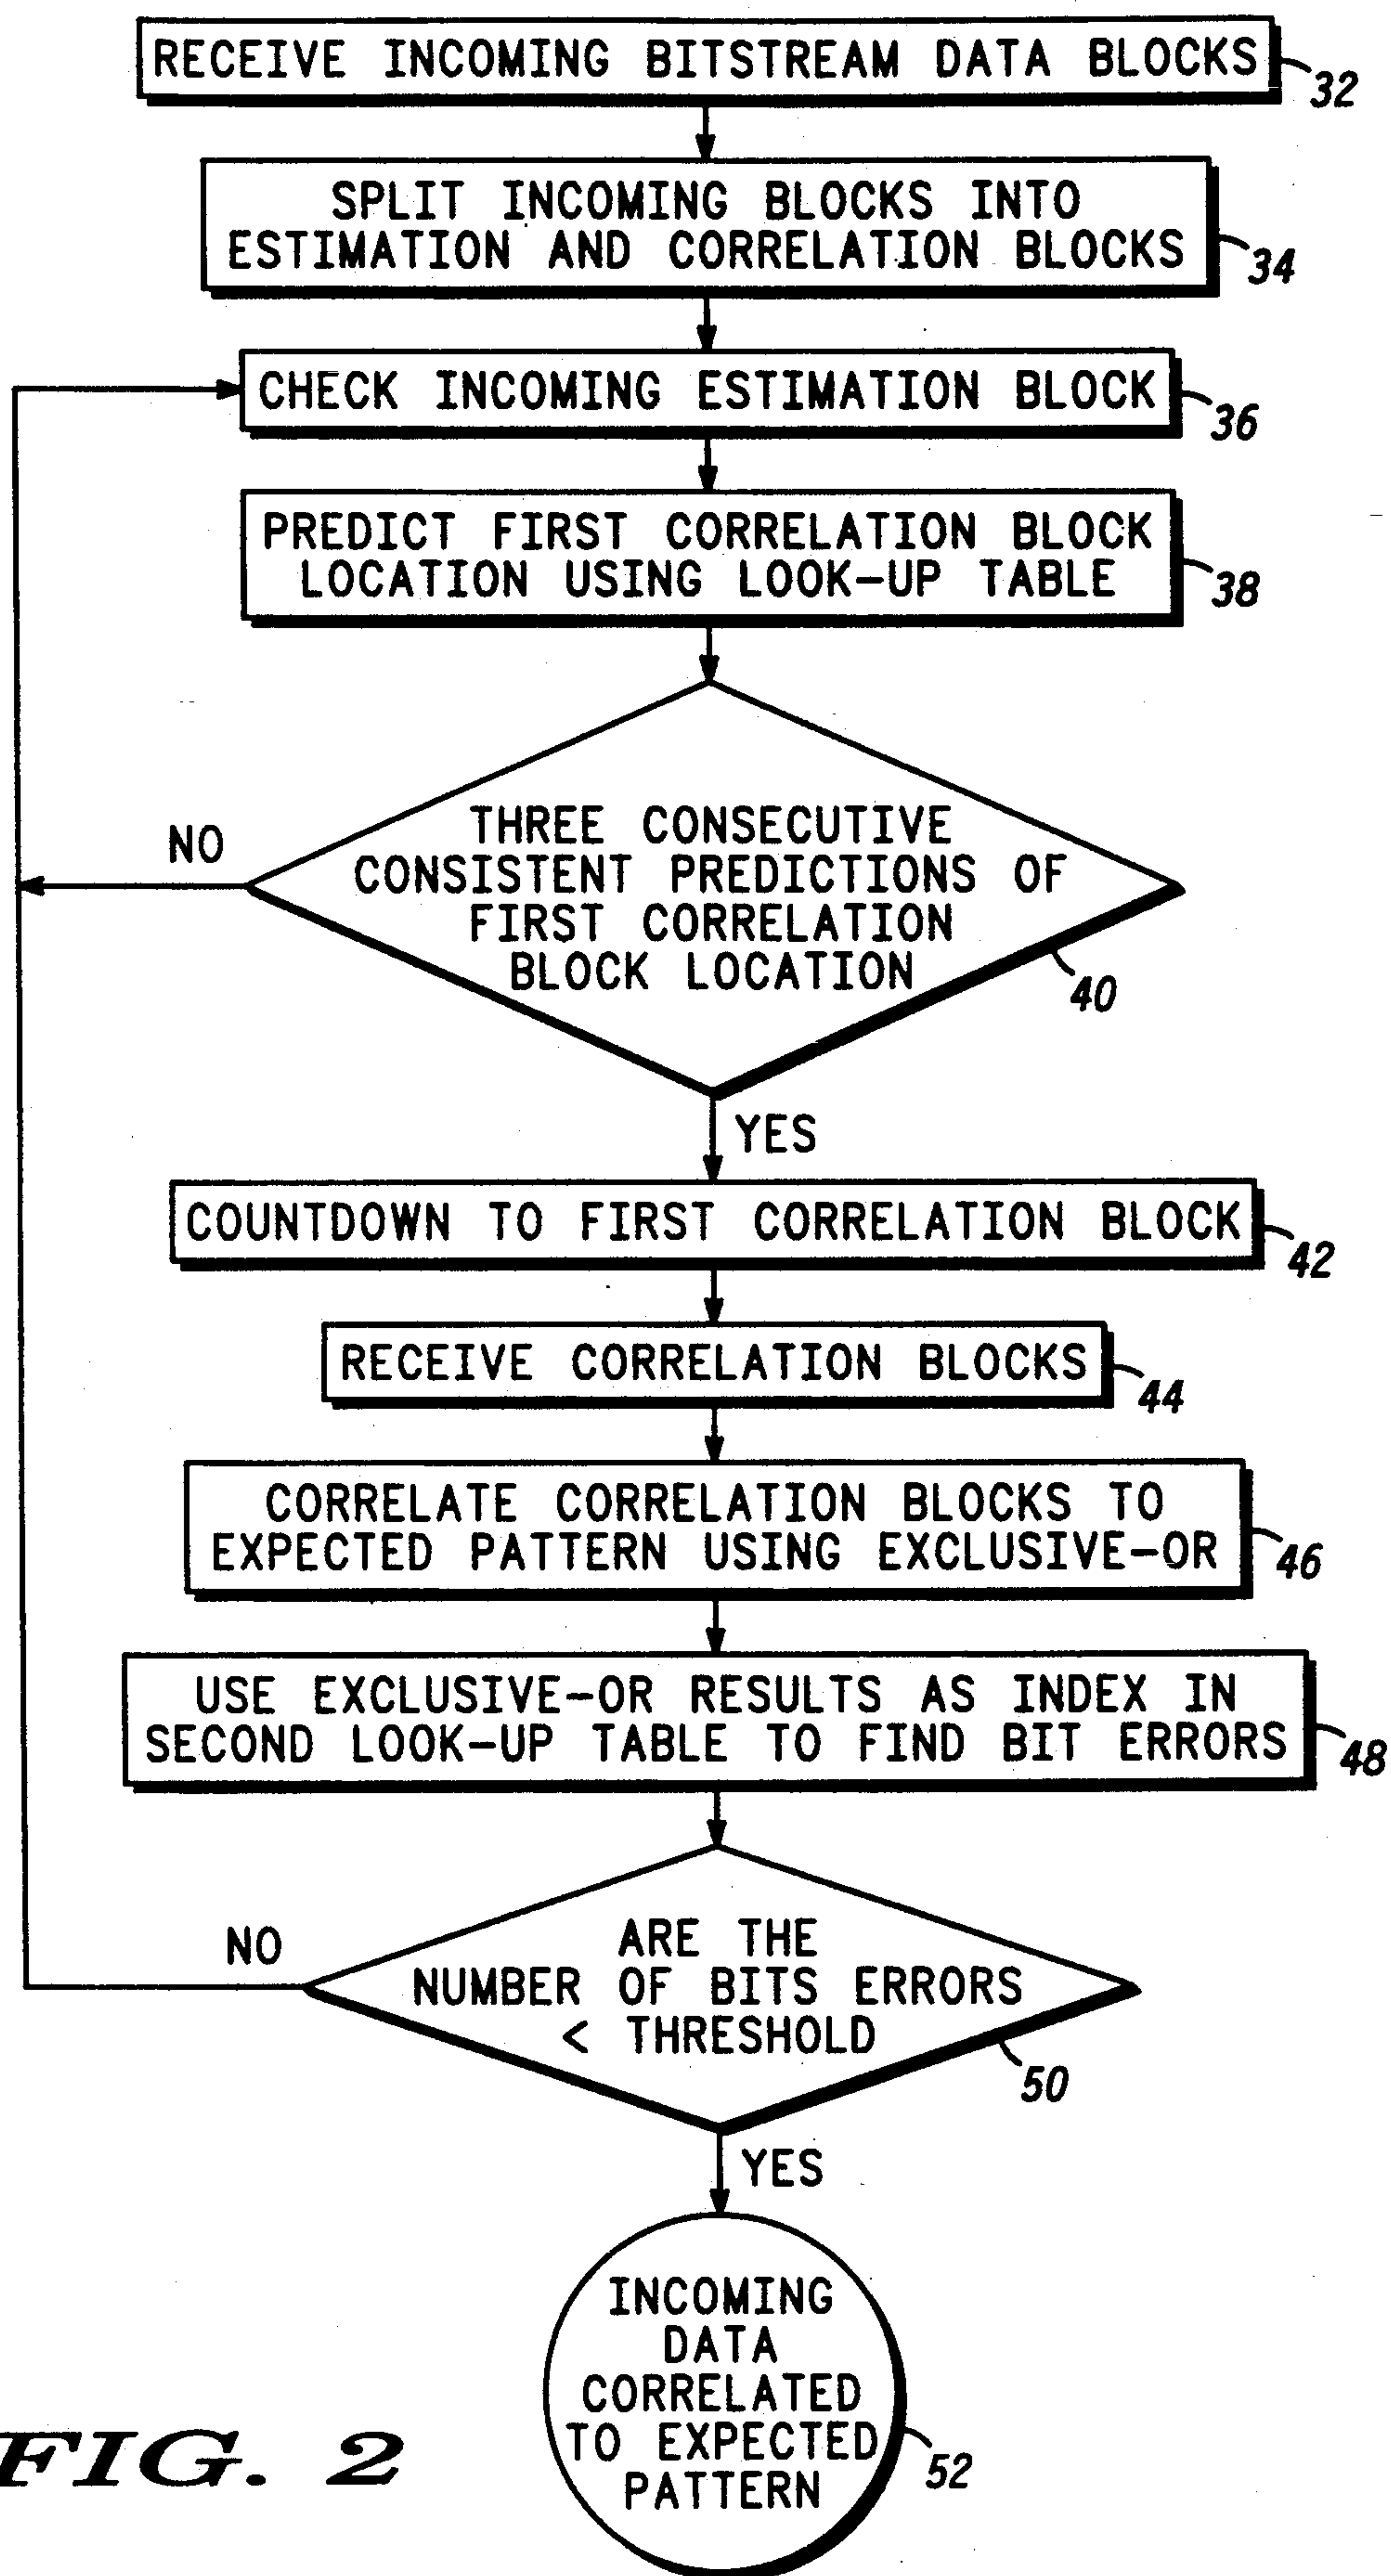 RECEIVE INCOMING BITSTREAM DATA BLOCKS
32
SPLIT INCOMING BLOCKS INTO
ESTIMATION AND CORRELATION BLOCKS
34
CHECK INCOMING ESTIMATION BLOCK
36
PREDICT FIRST CORRELATION BLOCK
LOCATION USING LOOK-UP TABLE
38
THREE CONSECUTIVE
CONSISTENT PREDICTIONS OF
FIRST CORRELATION
BLOCK LOCATION
40
NO
YES
COUNTDOWN TO FIRST CORRELATION BLOCK
42
RECEIVE CORRELATION BLOCKS
44
CORRELATE CORRELATION BLOCKS TO
EXPECTED PATTERN USING EXCLUSIVE-OR
46
USE EXCLUSIVE-OR RESULTS AS INDEX IN
SECOND LOOK-UP TABLE TO FIND BIT ERRORS
48
ARE THE
NUMBER OF BITS ERRORS
< THRESHOLD
50
NO
YES
INCOMING
DATA
CORRELATED
TO EXPECTED
PATTERN
52
FIG. 2